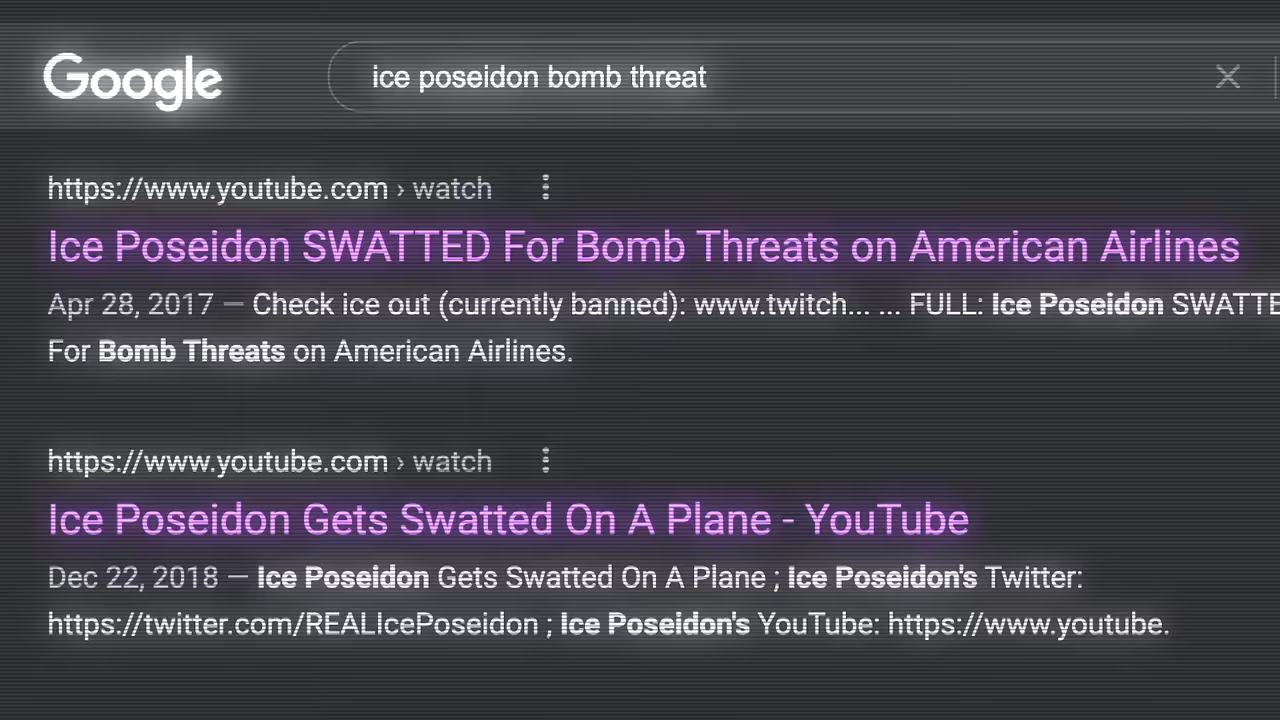 Google
ice poseidon bomb threat
https://www.youtube.com › watch
Ice Poseidon SWATTED For Bomb Threats on American Airlines
Apr 28, 2017 — Check ice out (currently banned): www.twitch... ... FULL: Ice Poseidon SWATTE
For Bomb Threats on American Airlines.
https://www.youtube.com › watch
Ice Poseidon Gets Swatted On A Plane - YouTube
Dec 22, 2018 — Ice Poseidon Gets Swatted On A Plane ; Ice Poseidon's Twitter:
https://twitter.com/REALIcePoseidon ; Ice Poseidon's YouTube: https://www.youtube.